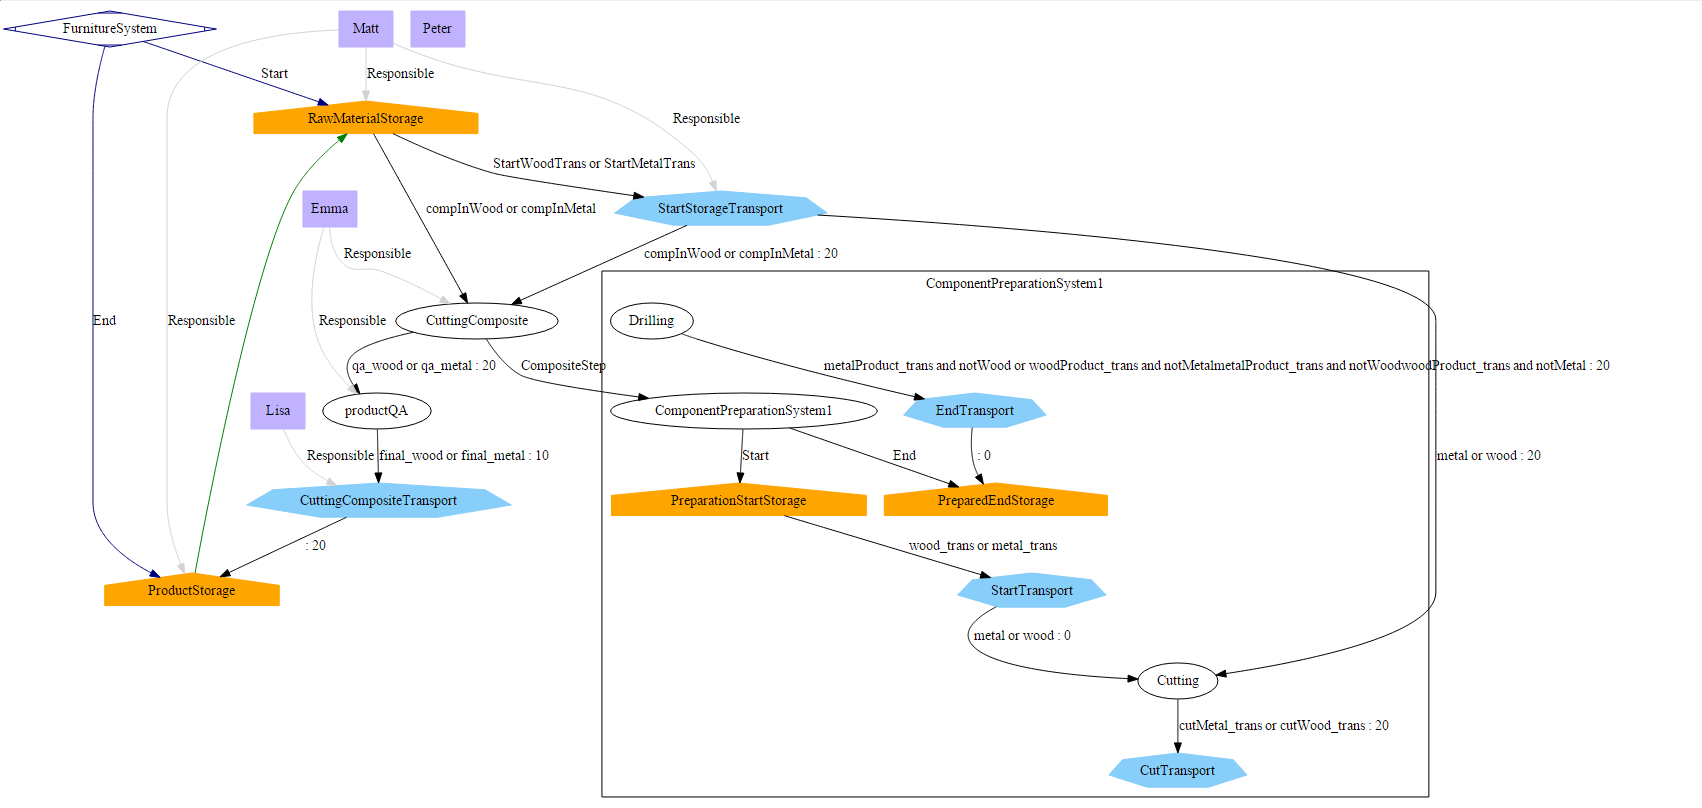 FurnitureSystem
Matt
Peter
Start
Responsible
RawMaterialStorage
Responsible
StartWoodTrans or StartMetalTrans
Emma
compInWood or compInMetal
StartStorageTransport
Responsible
compInWood or compInMetal : 20
ComponentPreparationSystem1
End
Responsible
Responsible
CuttingComposite
Drilling
qa_wood or qa_metal : 20
CompositeStep
metalProduct_trans and notWood or woodProduct_trans and notMetalmetalProduct_trans and notWoodwoodProduct_trans and notMetal : 20
Lisa
productQA
ComponentPreparationSystem1
EndTransport
Responsible
final_wood or final_metal : 10
Start
End
: 0
metal or wood : 20
CuttingCompositeTransport
PreparationStartStorage
PreparedEndStorage
: 20
wood_trans or metal_trans
ProductStorage
StartTransport
metal or wood : 0
Cutting
cutMetal_trans or cutWood_trans : 20
CutTransport